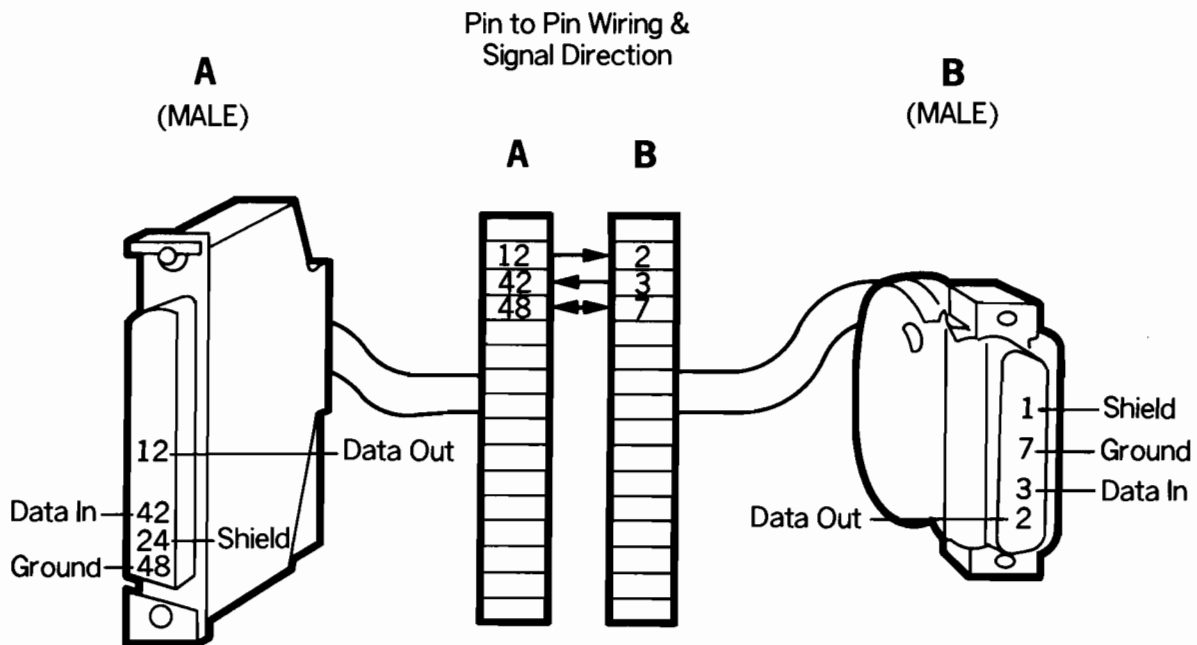 Pin to Pin Wiring &
Signal Direction
A
(MALE)
B
(MALE)
A
B
12
42
48
2
3
7
12
Data Out
Data In
42
24
Shield
Ground
48
1
Shield
7
Ground
3
Data In
Data Out
2